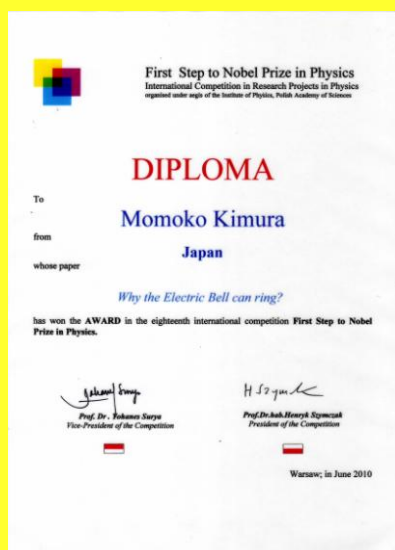 First Step to Nobel Prize in Physics
International Competition in Research Projects in Physics
organised under aegis of the Institute of Physics, Polish Academy of Sciences
DIPLOMA
To
Momoko Kimura
from
Japan
whose paper
Why the Electric Bell can ring?
has won the AWARD in the eighteenth international competition First Step to Nobel
Prize in Physics.
Prof. Dr . Yohanes Surya
Vice-President of the Competition
H Szymczak
Prof.Dr.hab.Henryk Szymczak
President of the Competition
Warsaw; in June 2010